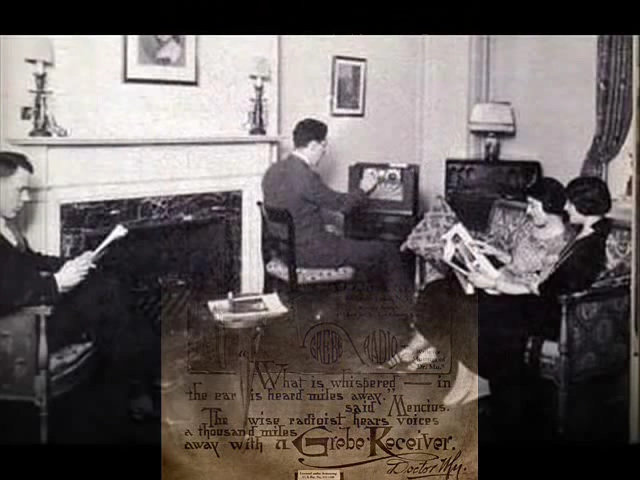 GREBE RADIO
"What is whispered — in
the ear is heard miles away."
said Mencius.
The wise radioist hears voices
a thousand miles
away with a Grebe Receiver.
Doctor Mu.